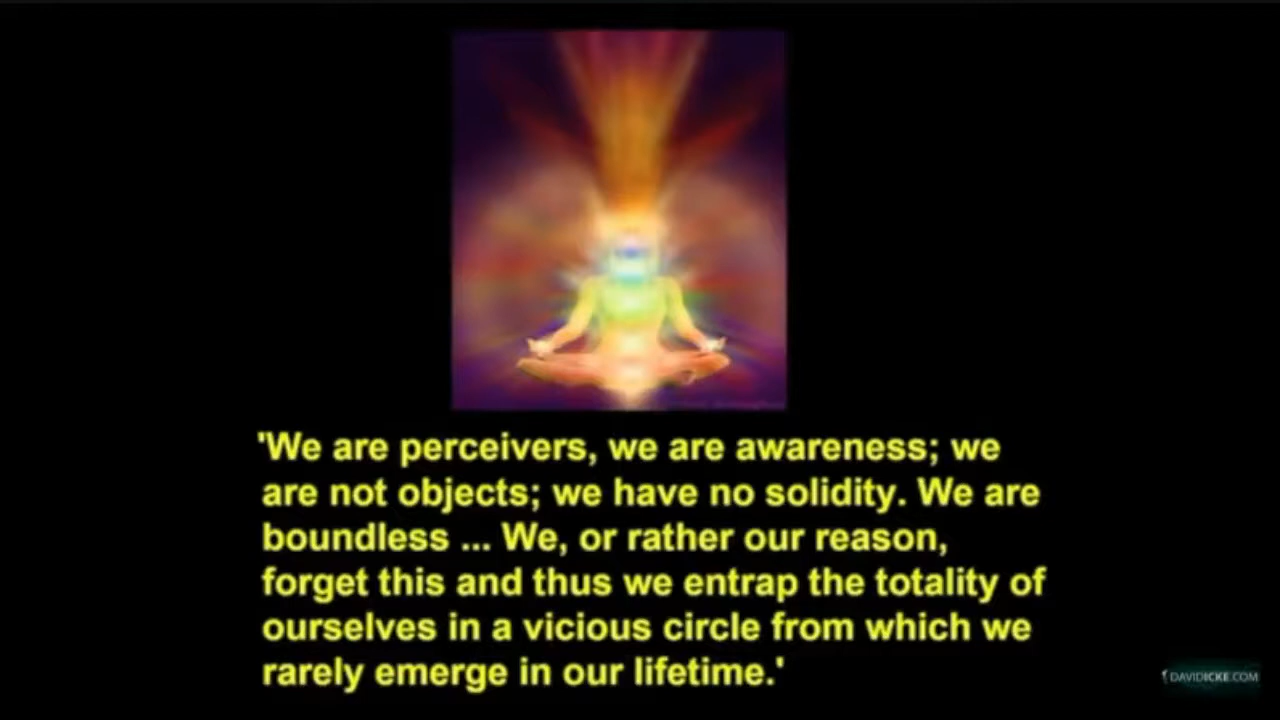 'We are perceivers, we are awareness; we
are not objects; we have no solidity. We are
boundless ... We, or rather our reason,
forget this and thus we entrap the totality of
ourselves in a vicious circle from which we
rarely emerge in our lifetime.'
DAVIDICKE.COM